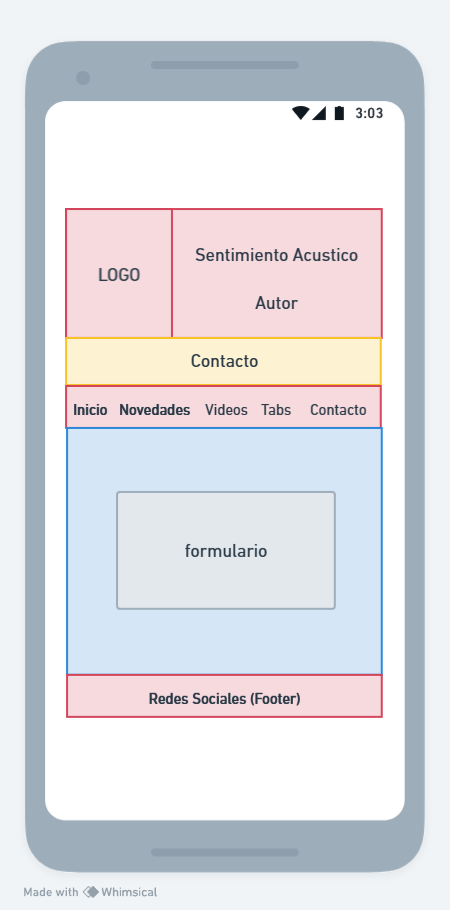 3:03
LOGO
Sentimiento Acustico
Autor
Contacto
Inicio Novedades Videos Tabs Contacto
formulario
Redes Sociales (Footer)
Made with Whimsical